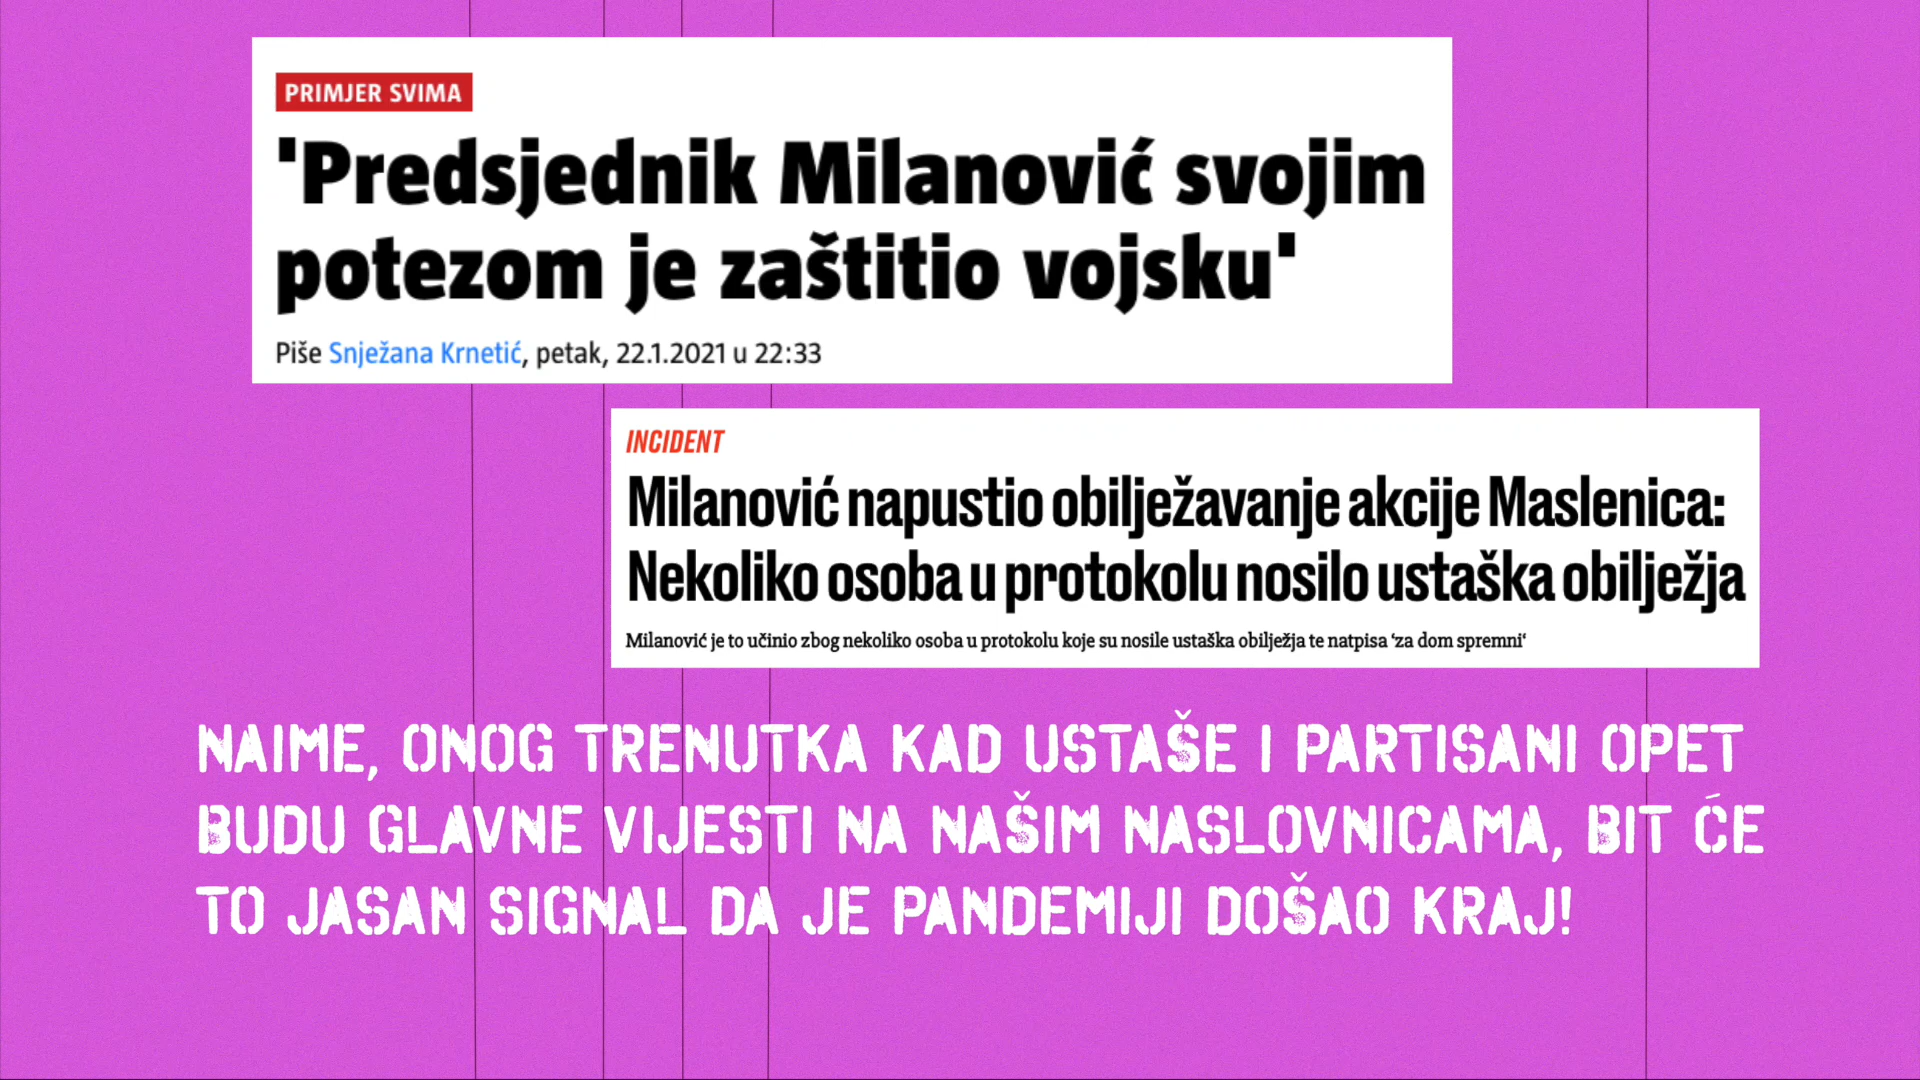 PRIMJER SVIMA
'Predsjednik Milanović svojim
potezom je zaštitio vojsku'
Piše Snježana Krnetić, petak, 22.1.2021 u 22:33
INCIDENT
Milanović napustio obilježavanje akcije Maslenica:
Nekoliko osoba u protokolu nosilo ustaška obilježja
Milanović je to učinio zbog nekoliko osoba u protokolu koje su nosile ustaška obilježja te natpisa ‘za dom spremni‘
NAIME, ONOG TRENUTKA KAD USTAŠE I PARTISANI OPET
BUDU GLAVNE VIJESTI NA NAŠIM NASLOVNICAMA, BIT ĆE
TO JASAN SIGNAL DA JE PANDEMIJI DOŠAO KRAJ!